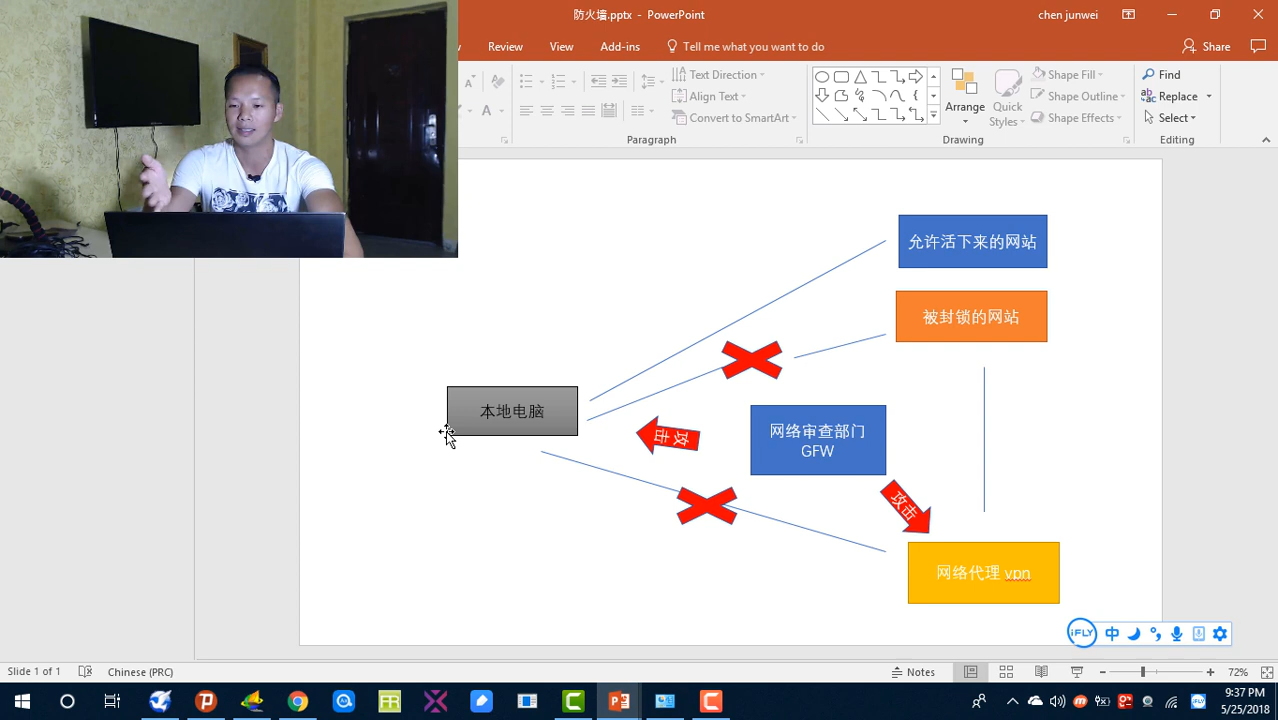 防火墙.pptx - PowerPoint
chen junwei
Review
View
Add-ins
Tell me what you want to do
Share
Text Direction
Align Text
Convert to SmartArt
Paragraph
Arrange
Quick
Styles
Shape Fill
Shape Outline
Shape Effects
Drawing
Find
Replace
Select
Editing
允许活下来的网站
被封锁的网站
本地电脑
攻击
网络审查部门
GFW
攻击
网络代理 vpn
iFLY
中
Slide 1 of 1
Chinese (PRC)
Notes
72%
9:37 PM
5/25/2018